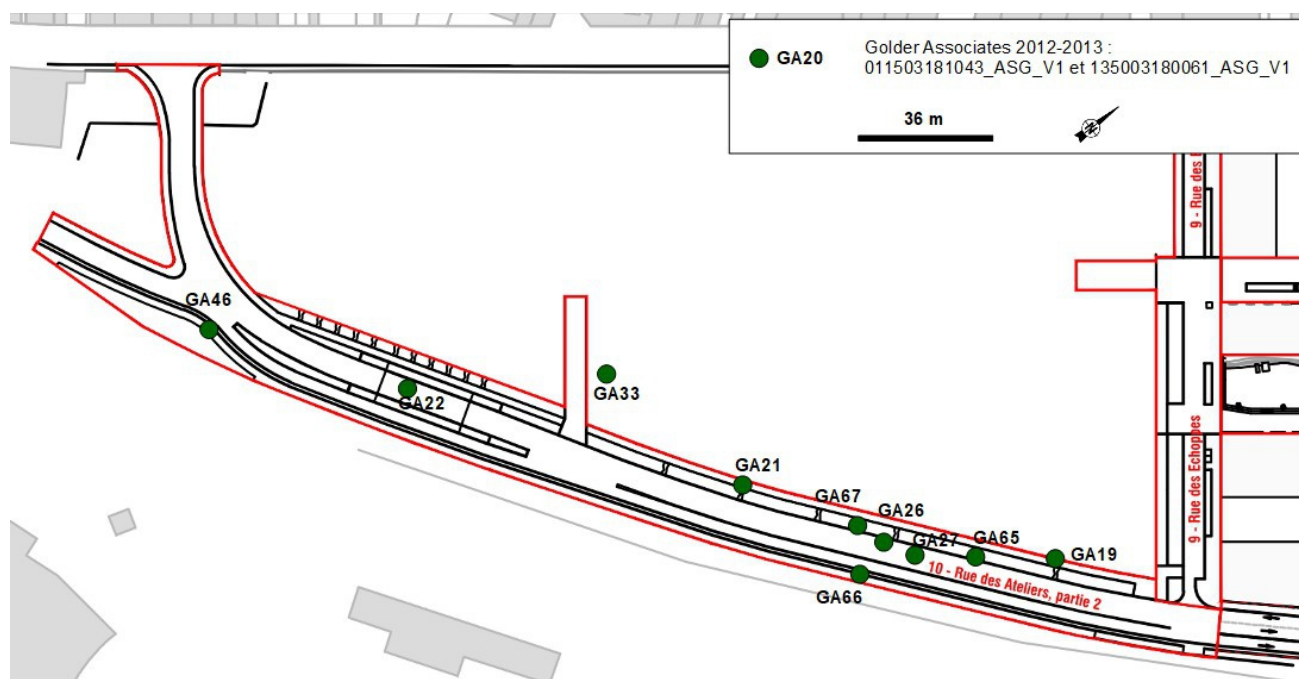 GA20
Golder Associates 2012-2013 :
011503181043_ASG_V1 et 135003180061_ASG_V1
36 m
N
9 - Rue des
GA46
GA22
GA33
9 - Rue des Echoppes
GA21
GA67
GA26
GA27
GA65
GA19
10 - Rue des Ateliers, partie 2
GA66